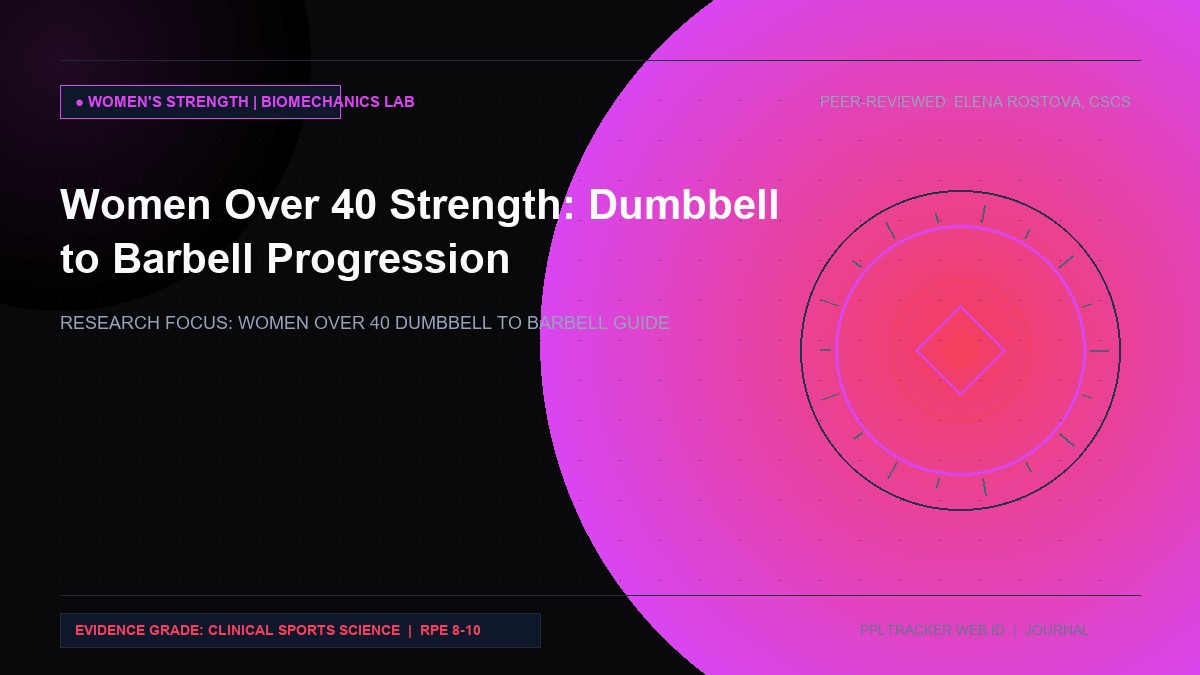 ● WOMEN'S STRENGTH | BIOMECHANICS LAB
PEER-REVIEWED: ELENA ROSTOVA, CSCS
Women Over 40 Strength: Dumbbell
to Barbell Progression
RESEARCH FOCUS: WOMEN OVER 40 DUMBBELL TO BARBELL GUIDE
EVIDENCE GRADE: CLINICAL SPORTS SCIENCE | RPE 8-10
PPLTRACKER.WEB.ID | JOURNAL